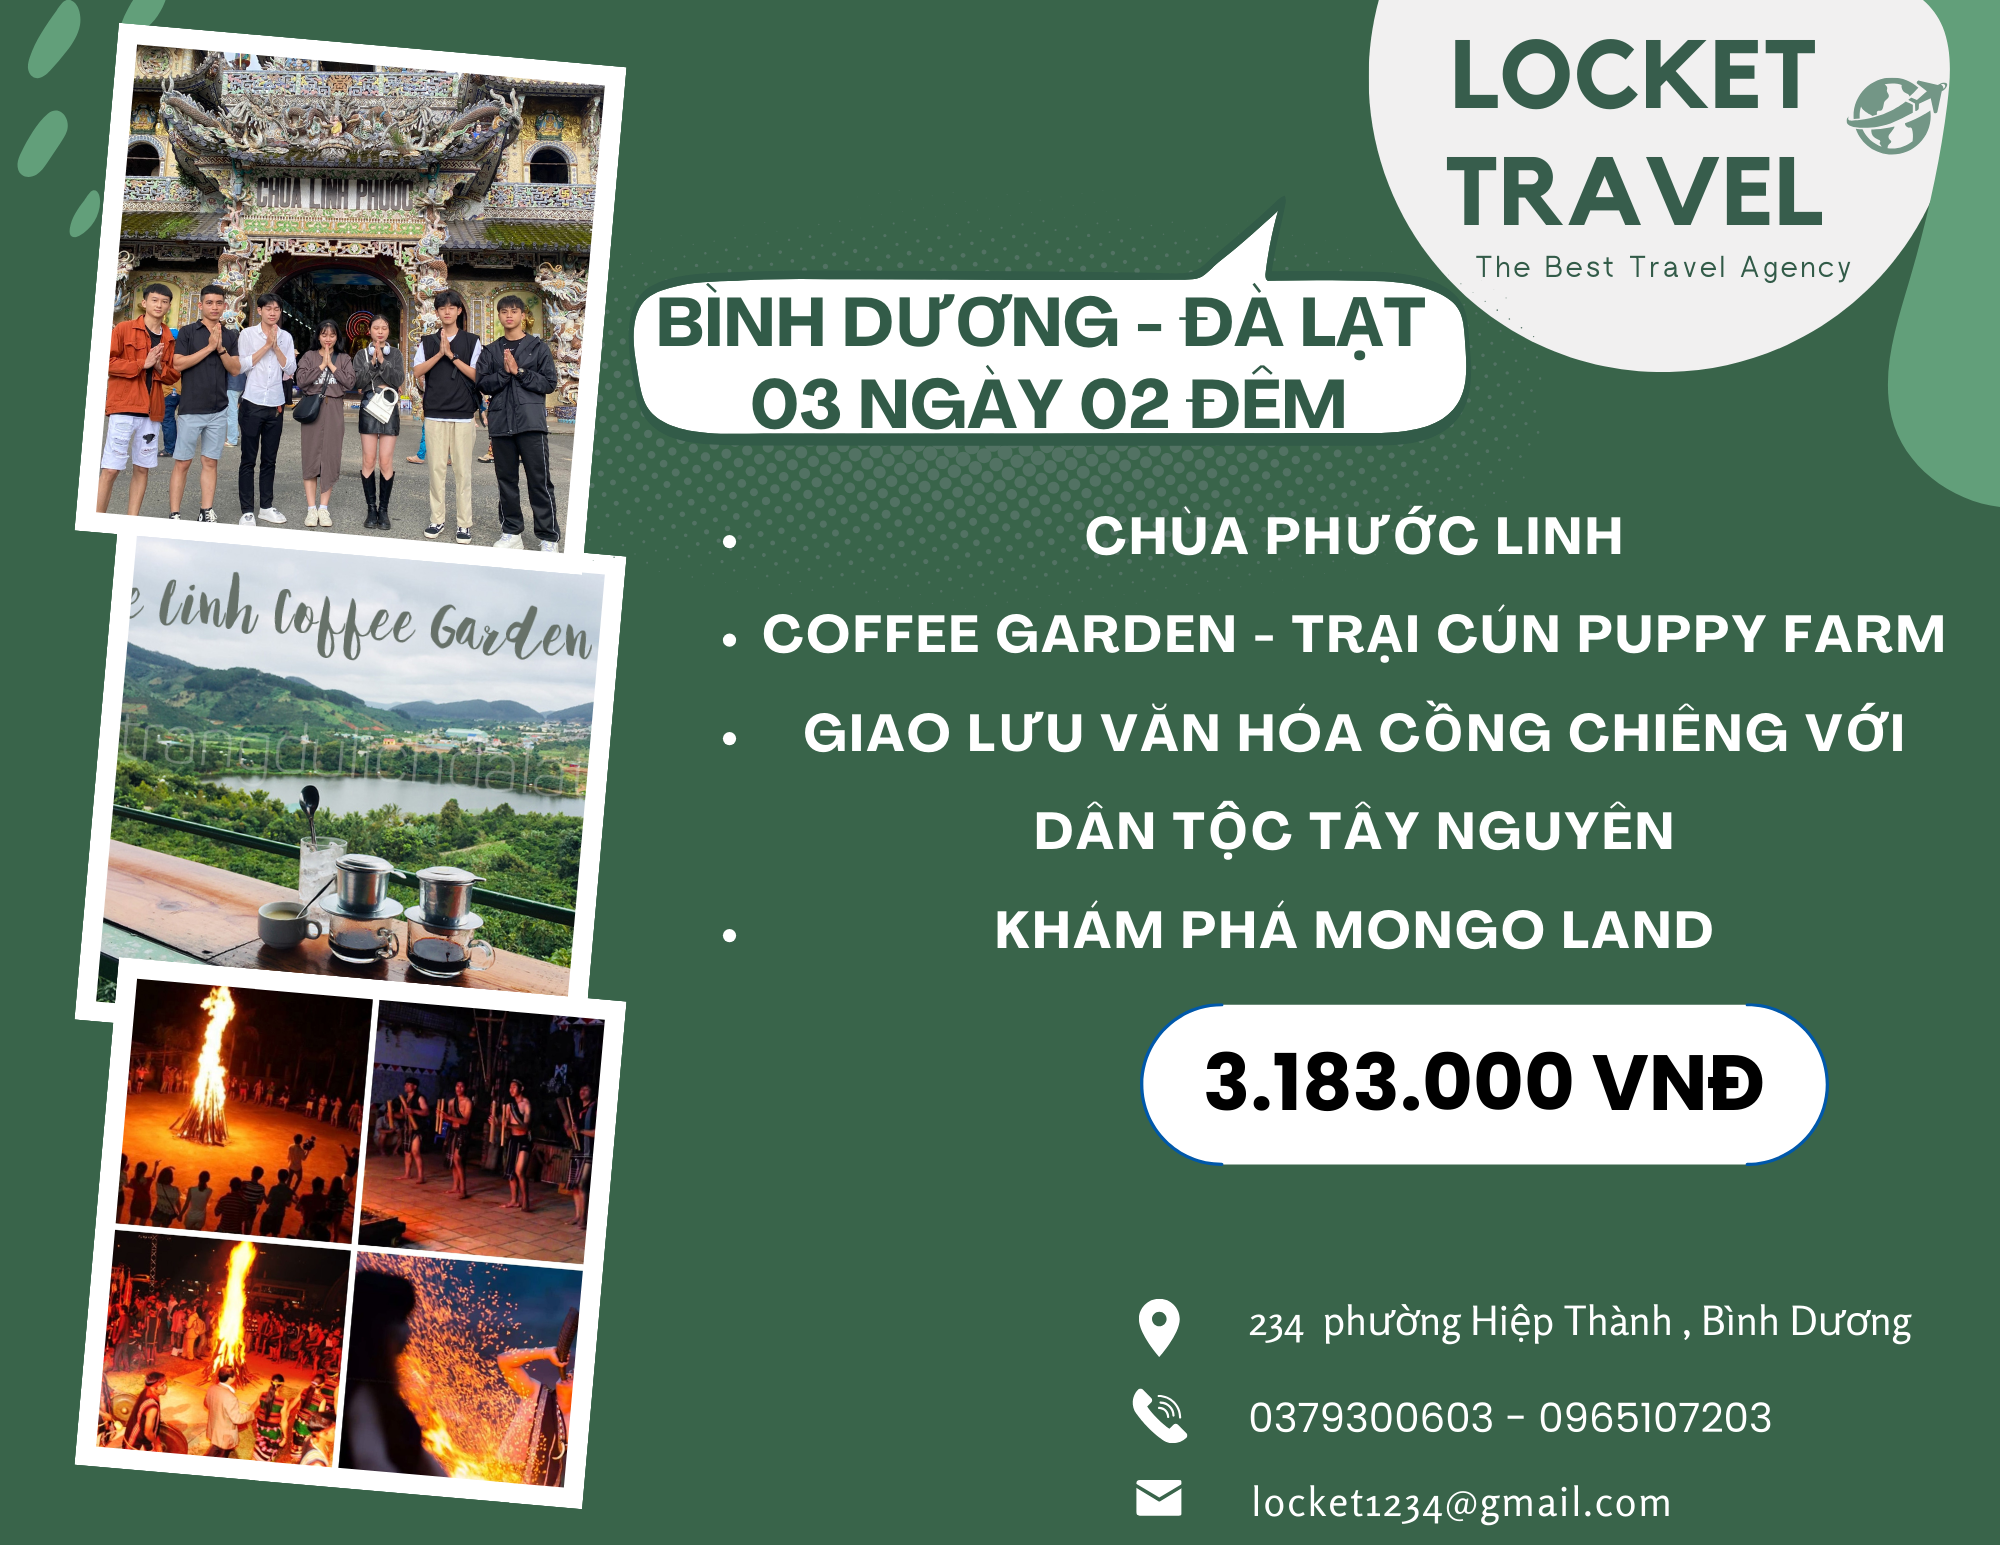 LOCKET
TRAVEL
The Best Travel Agency
CHÙA LINH PHƯỚC
BÌNH DƯƠNG - ĐÀ LẠT
03 NGÀY 02 ĐÊM
• CHÙA PHƯỚC LINH
e Linh Coffee Garden
• COFFEE GARDEN - TRẠI CÚN PUPPY FARM
• GIAO LƯU VĂN HÓA CỒNG CHIÊNG VỚI
DÂN TỘC TÂY NGUYÊN
trangdulichdala
• KHÁM PHÁ MONGO LAND
3.183.000 VNĐ
234 phường Hiệp Thành , Bình Dương
0379300603 - 0965107203
locket1234@gmail.com